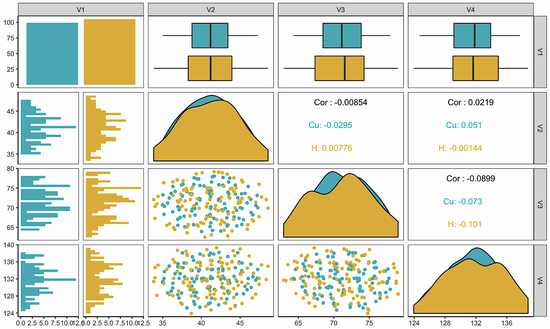 V1
V2
V3
V4
100
75
50
25
0
V1
45
40
35
Cor : -0.00854
Cu: -0.0295
H: 0.00776
Cor : 0.0219
Cu: 0.051
H: -0.00144
V2
80
75
70
65
Cor : -0.0899
Cu: -0.073
H: -0.101
V3
140
136
132
128
124
V4
35
40
45
65
70
75
124
128
132
136